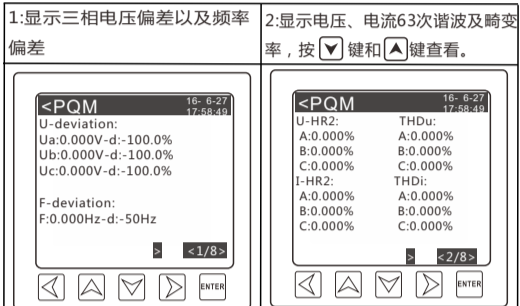 1:显示三相电压偏差以及频率
偏差
<PQM
16- 6-27
17:58:49
U-deviation:
Ua:0.000V-d:-100.0%
Ub:0.000V-d:-100.0%
Uc:0.000V-d:-100.0%
F-deviation:
F:0.000Hz-d:-50Hz
> <1/8>
ENTER
2:显示电压、电流63次谐波及畸变
率，按 键和 键查看。
<PQM
16- 6-27
17:58:49
U-HR2: THDu:
A:0.000% A:0.000%
B:0.000% B:0.000%
C:0.000% C:0.000%
I-HR2: THDi:
A:0.000% A:0.000%
B:0.000% B:0.000%
C:0.000% C:0.000%
> <2/8>
ENTER